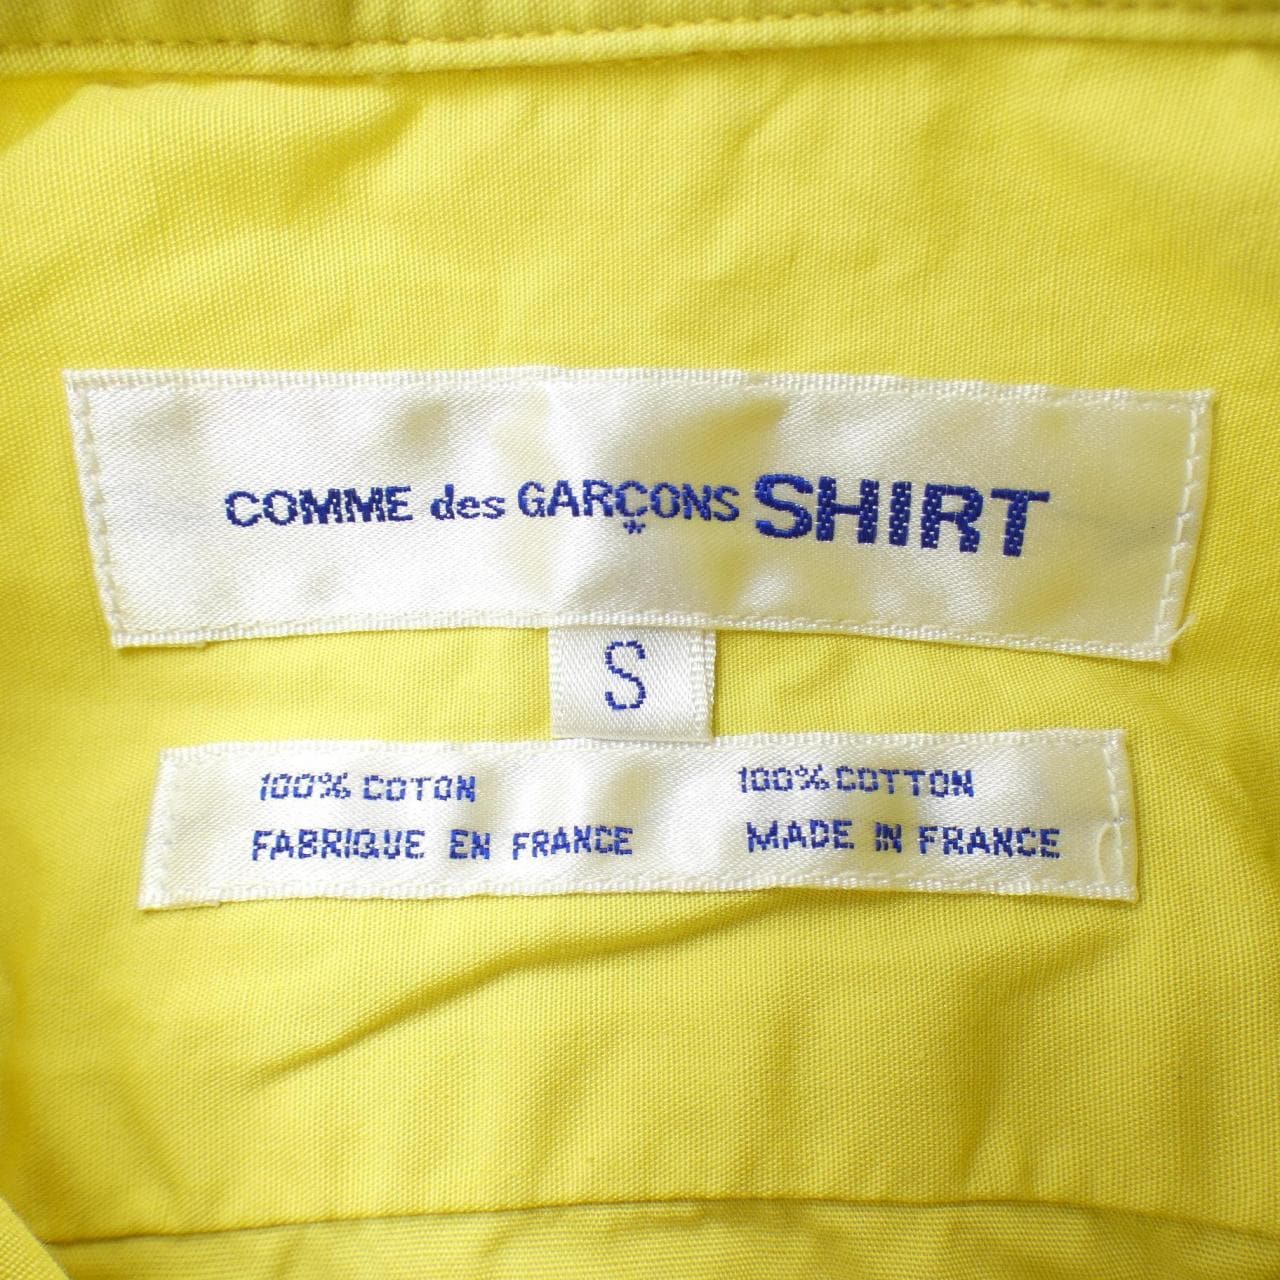 COMME des GARÇONS SHIRT
S
100% COTON 100% COTTON
FABRIQUE EN FRANCE MADE IN FRANCE